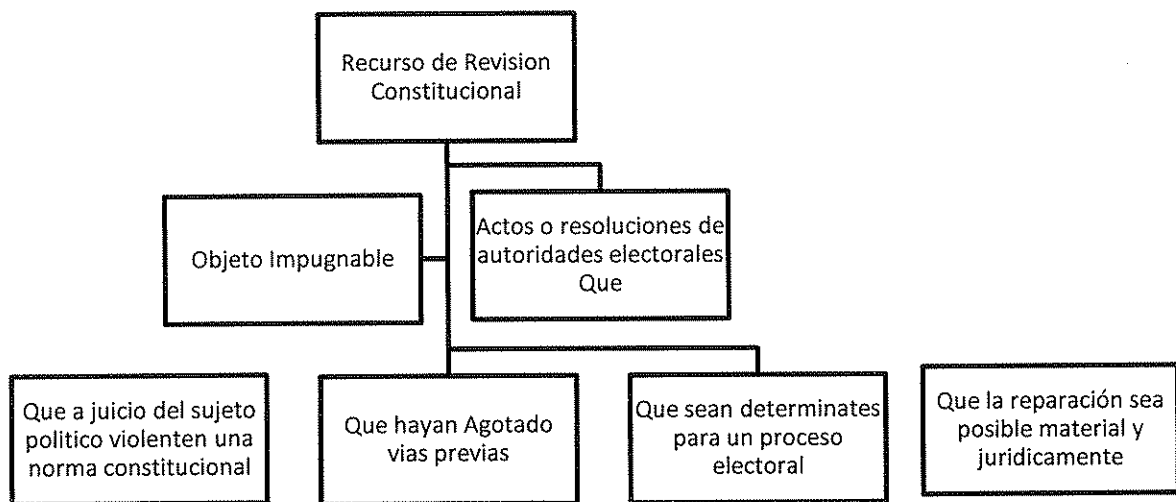 Recurso de Revision
Constitucional
Objeto Impugnable
Actos o resoluciones de
autoridades electorales
Que
Que a juicio del sujeto
politico violenten una
norma constitucional
Que hayan Agotado
vias previas
Que sean determinates
para un proceso
electoral
Que la reparación sea
posible material y
juridicamente